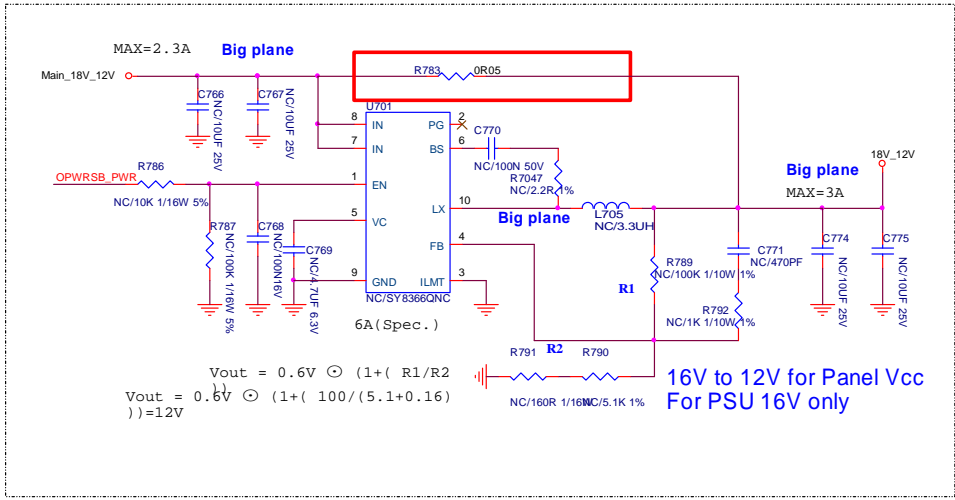 MAX=2.3A
Big plane
Main_18V_12V
R783
0R05
C766
NC/10UF 25V
C767
NC/10UF 25V
U701
8
IN
7
IN
1
EN
5
VC
9
GND
PG
2
BS
6
LX
10
FB
4
ILMT
3
NC/SY8366QNC
6A(Spec.)
C770
NC/100N 50V
R7047
NC/2.2R 1%
Big plane
L705
NC/3.3UH
18V_12V
Big plane
MAX=3A
OPWRSB_PWR
R786
NC/10K 1/16W 5%
R787
NC/100K 1/16W 5%
C768
NC/100N16V
C769
NC/4.7UF 6.3V
R789
NC/100K 1/10W 1%
R1
C771
NC/470PF
R792
NC/1K 1/10W 1%
C774
NC/10UF 25V
C775
NC/10UF 25V
R791
R2
R790
NC/160R 1/16W
NC/5.1K 1%
Vout = 0.6V ⊙ (1+( R1/R2
))
Vout = 0.6V ⊙ (1+( 100/(5.1+0.16)
))=12V
16V to 12V for Panel Vcc
For PSU 16V only